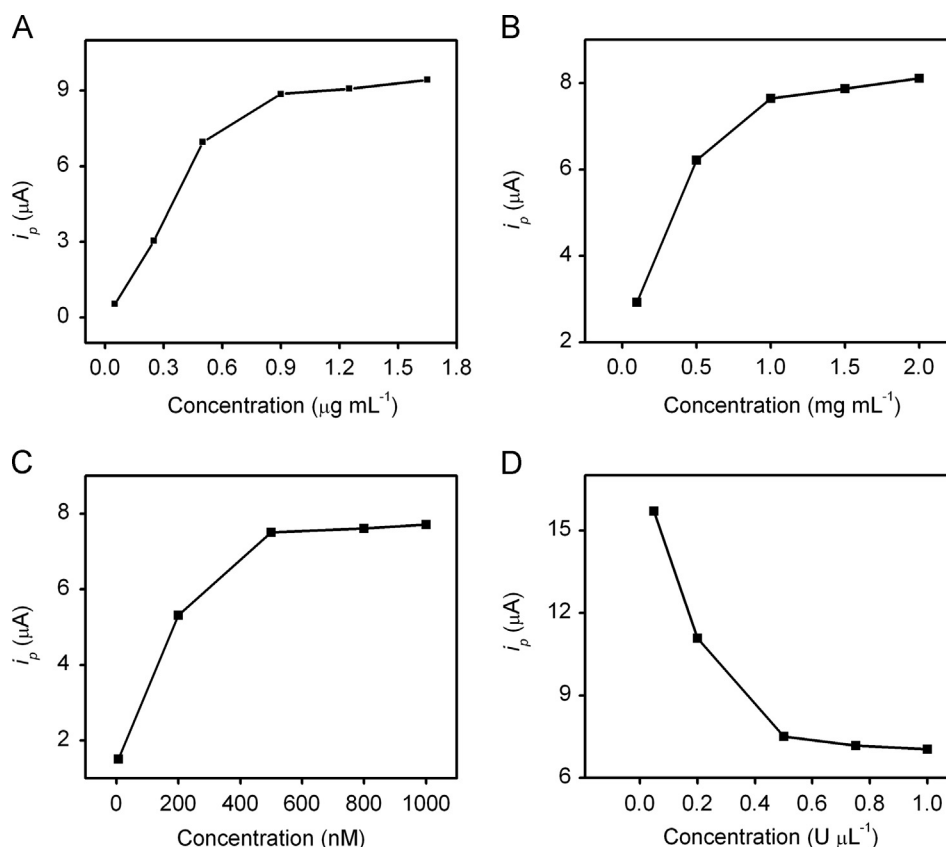 A
9
6
3
0
i_p (μA)
0.0 0.3 0.6 0.9 1.2 1.5 1.8
Concentration (μg mL⁻¹)
B
8
6
4
2
i_p (μA)
0.0 0.5 1.0 1.5 2.0
Concentration (mg mL⁻¹)
C
8
6
4
2
i_p (μA)
0 200 400 600 800 1000
Concentration (nM)
D
15
12
9
6
i_p (μA)
0.0 0.2 0.4 0.6 0.8 1.0
Concentration (U μL⁻¹)